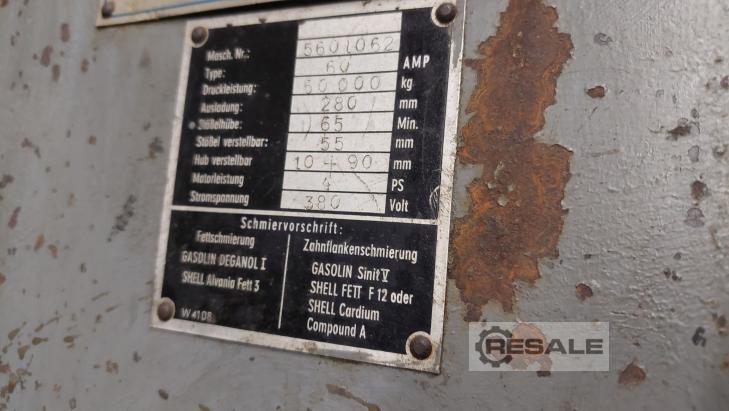 Masch. Nr.: 5601062
Type: 60 AMP
Druckleistung: 60000 kg
Ausladung: 280 mm
Stößelhübe: 65 Min.
Stößel verstellbar: 55 mm
Hub verstellbar 10 + 90 mm
Motorleistung 4 PS
Stromspannung 380 Volt
Schmiervorschrift:
Fettschmierung
GASOLIN DEGANOL I
SHELL Alvania Fett 3
Zahnflankenschmierung
GASOLIN Sinit V
SHELL FETT F 12 oder
SHELL Cardium
Compound A
W 4108
RESALE